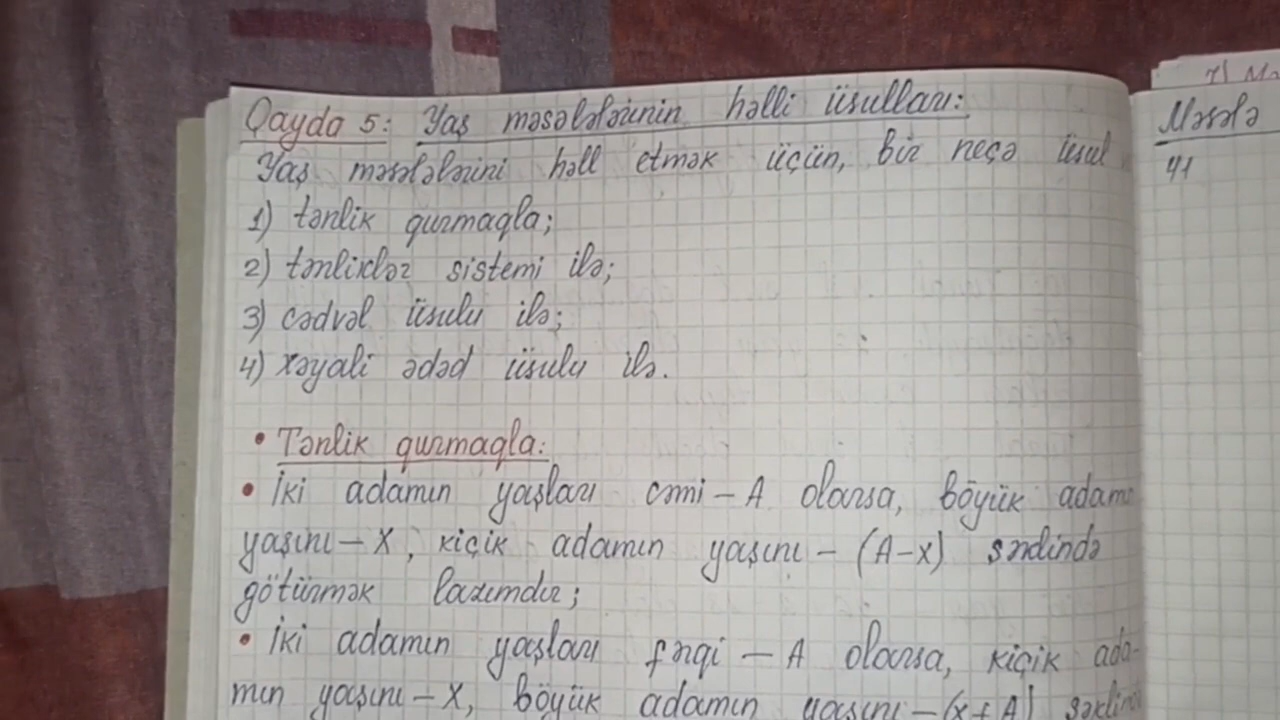 Qayda 5: Yaş məsələlərinin həlli üsulları:
Yaş məsələlərini həll etmək üçün, bir neçə üsul
1) tənlik qurmaqla;
2) tənliklər sistemi ilə;
3) cədvəl üsulu ilə;
4) xəyali ədəd üsulu ilə.
• Tənlik qurmaqla:
• İki adamın yaşları cəmi – A olarsa, böyük adam
yaşını – X, kiçik adamın yaşını – (A-x) şəklində
götürmək lazımdır;
• İki adamın yaşları fərqi – A olarsa, kiçik ada-
mın yaşını – X, böyük adamın yaşını – (x+A)
Məsələ
41